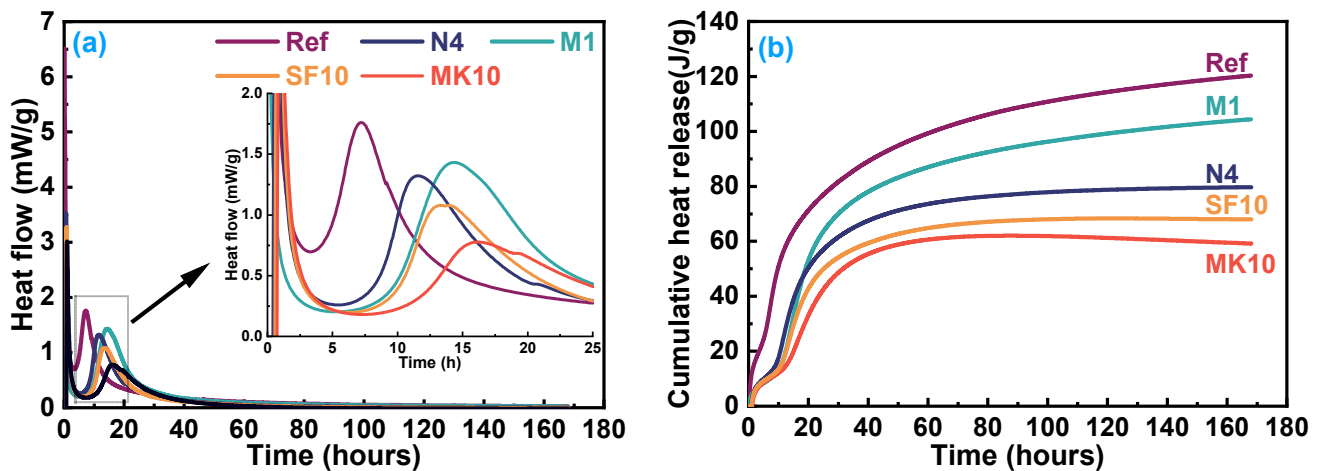 (a)
Ref
N4
M1
SF10
MK10
Heat flow (mW/g)
7
6
5
4
3
2
1
0
0 20 40 60 80 100 120 140 160 180
Time (hours)
Heat flow (mW/g)
2.0
1.5
1.0
0.5
0.0
0 5 10 15 20 25
Time (h)
(b)
Cumulative heat release(J/g)
140
120
100
80
60
40
20
0
0 20 40 60 80 100 120 140 160 180
Time (hours)
Ref
M1
N4
SF10
MK10